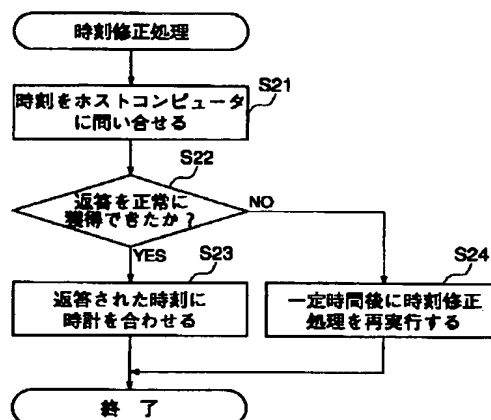 時刻修正処理
S21
時刻をホストコンピュータ
に問い合せる
S22
返答を正常に
獲得できたか?
NO
YES
S23
返答された時刻に
時計を合わせる
S24
一定時間後に時刻修正
処理を再実行する
終 了